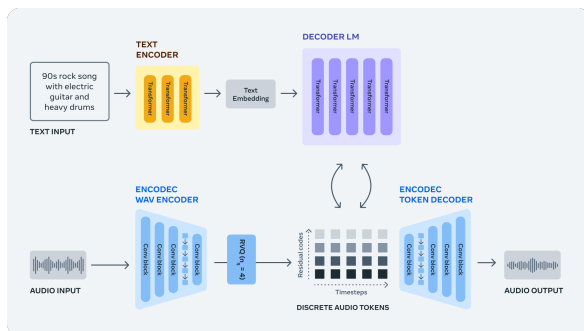 TEXT
ENCODER
DECODER LM
90s rock song
with electric
guitar and
heavy drums
Transformer
Transformer
Transformer
Text
Embedding
Transformer
Transformer
Transformer
Transformer
Transformer
TEXT INPUT
ENCODEC
WAV ENCODER
ENCODEC
TOKEN DECODER
Conv block
Conv block
Conv block
Conv block
RVQ (nq = 4)
Residual codes
Timesteps
Conv block
Conv block
Conv block
Conv block
AUDIO INPUT
DISCRETE AUDIO TOKENS
AUDIO OUTPUT